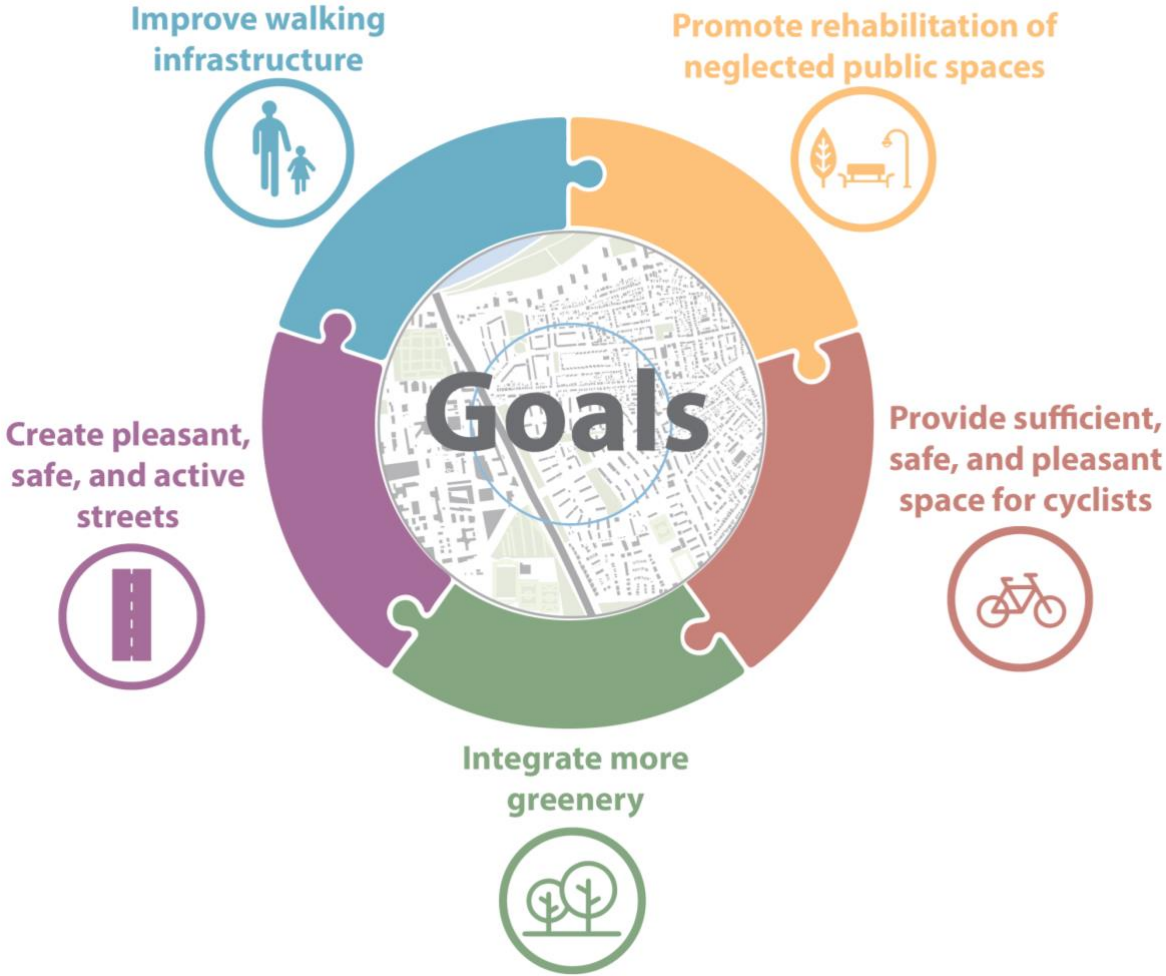 Improve walking
infrastructure
Promote rehabilitation of
neglected public spaces
Goals
Create pleasant,
safe, and active
streets
Provide sufficient,
safe, and pleasant
space for cyclists
Integrate more
greenery